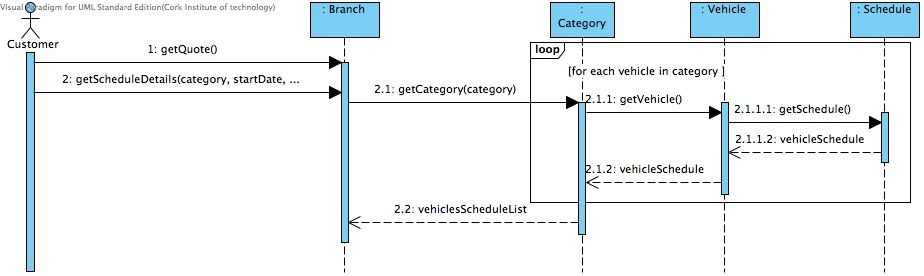 Visual Paradigm for UML Standard Edition(Cork Institute of technology)
: Branch
:
Category
: Vehicle
: Schedule
Customer
loop
[for each vehicle in category ]
1: getQuote()
2: getScheduleDetails(category, startDate, ...
2.1: getCategory(category)
2.1.1: getVehicle()
2.1.1.1: getSchedule()
2.1.1.2: vehicleSchedule
2.1.2: vehicleSchedule
2.2: vehiclesScheduleList